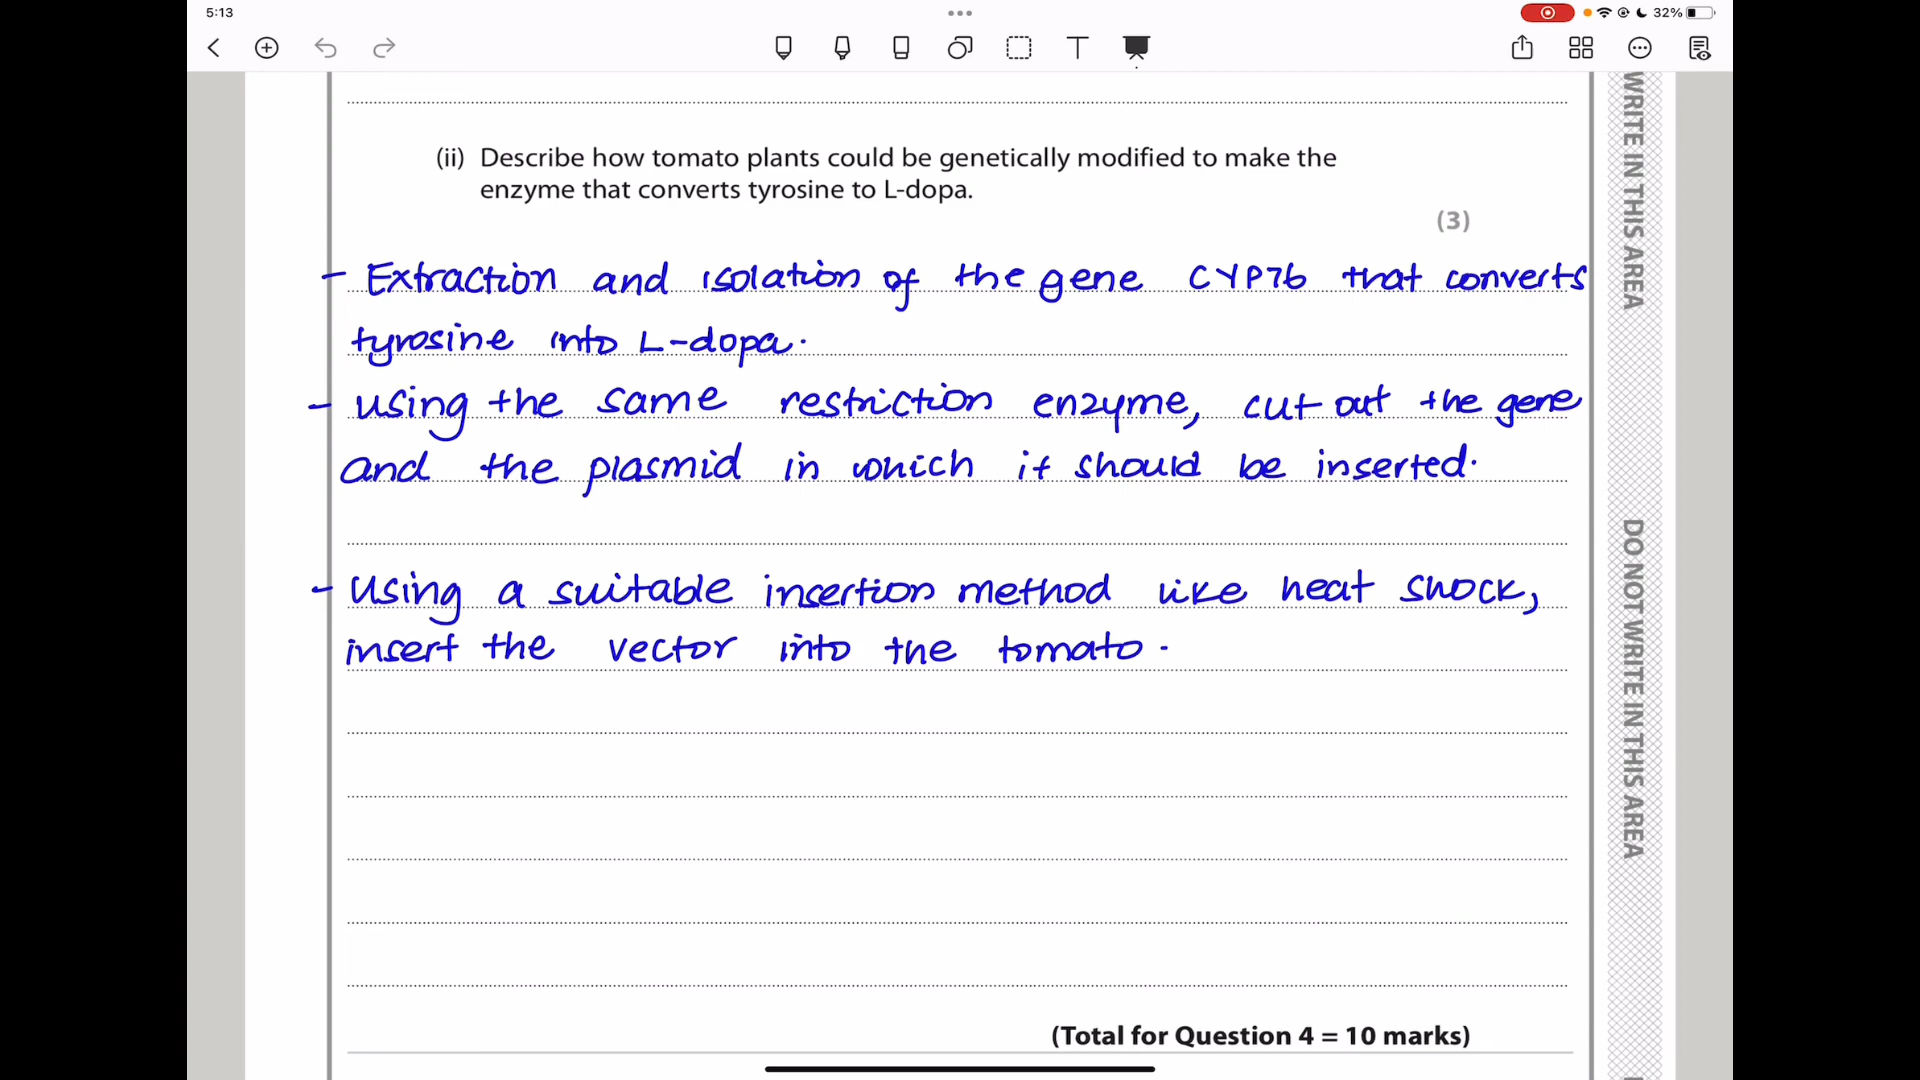 5:13
32%
(ii) Describe how tomato plants could be genetically modified to make the
enzyme that converts tyrosine to L-dopa.
(3)
- Extraction and isolation of the gene CYP76 that converts
tyrosine into L-dopa.
- Using the same restriction enzyme, cut out the gene
and the plasmid in which it should be inserted.
- Using a suitable insertion method like heat shock,
insert the vector into the tomato.
(Total for Question 4 = 10 marks)
WRITE IN THIS AREA
DO NOT WRITE IN THIS AREA